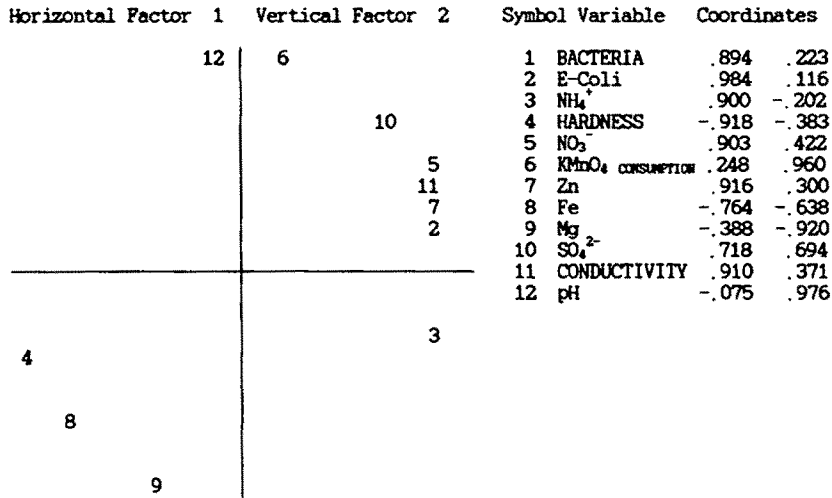 Horizontal Factor 1 Vertical Factor 2
12 6
10
5
11
7
2
3
4
8
9
Symbol Variable Coordinates
1 BACTERIA .894 .223
2 E-Coli .984 .116
3 NH₄⁺ .900 -.202
4 HARDNESS -.918 -.383
5 NO₃⁻ .903 .422
6 KMnO₄ CONSUMPTION .248 .960
7 Zn .916 .300
8 Fe -.764 -.638
9 Mg -.388 -.920
10 SO₄²⁻ .718 .694
11 CONDUCTIVITY .910 .371
12 pH -.075 .976